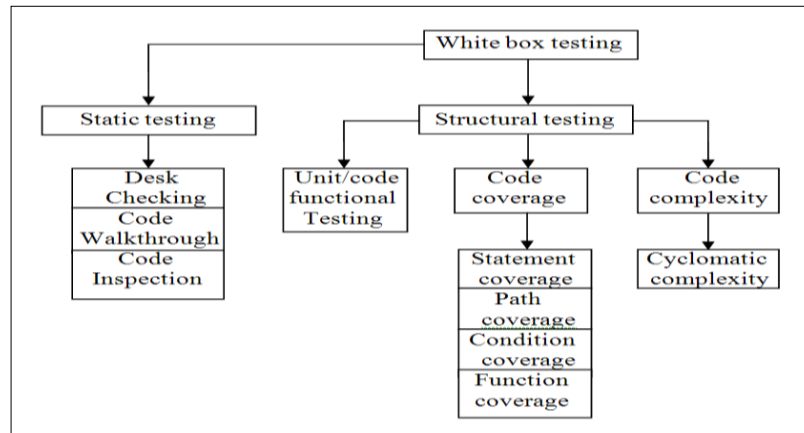 White box testing
Static testing
Structural testing
Desk
Checking
Code
Walkthrough
Code
Inspection
Unit/code
functional
Testing
Code
coverage
Code
complexity
Statement
coverage
Path
coverage
Condition
coverage
Function
coverage
Cyclomatic
complexity